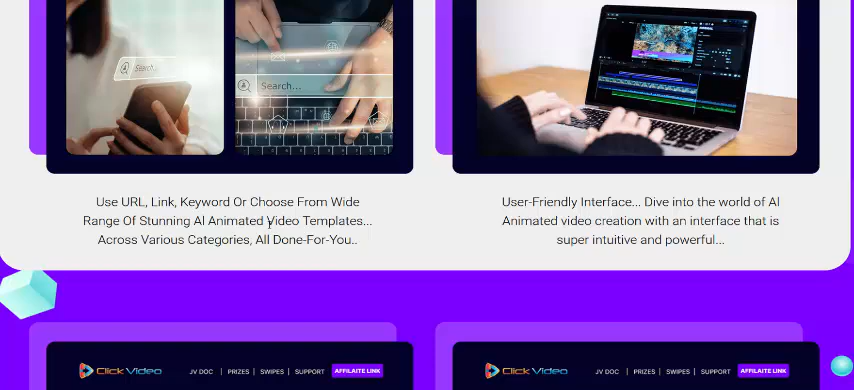 Search...
Search...
Use URL, Link, Keyword Or Choose From Wide
Range Of Stunning AI Animated Video Templates...
Across Various Categories, All Done-For-You..
User-Friendly Interface... Dive into the world of AI
Animated video creation with an interface that is
super intuitive and powerful...
Click Video JV DOC | PRIZES | SWIPES | SUPPORT AFFILAITE LINK
Click Video JV DOC | PRIZES | SWIPES | SUPPORT AFFILAITE LINK